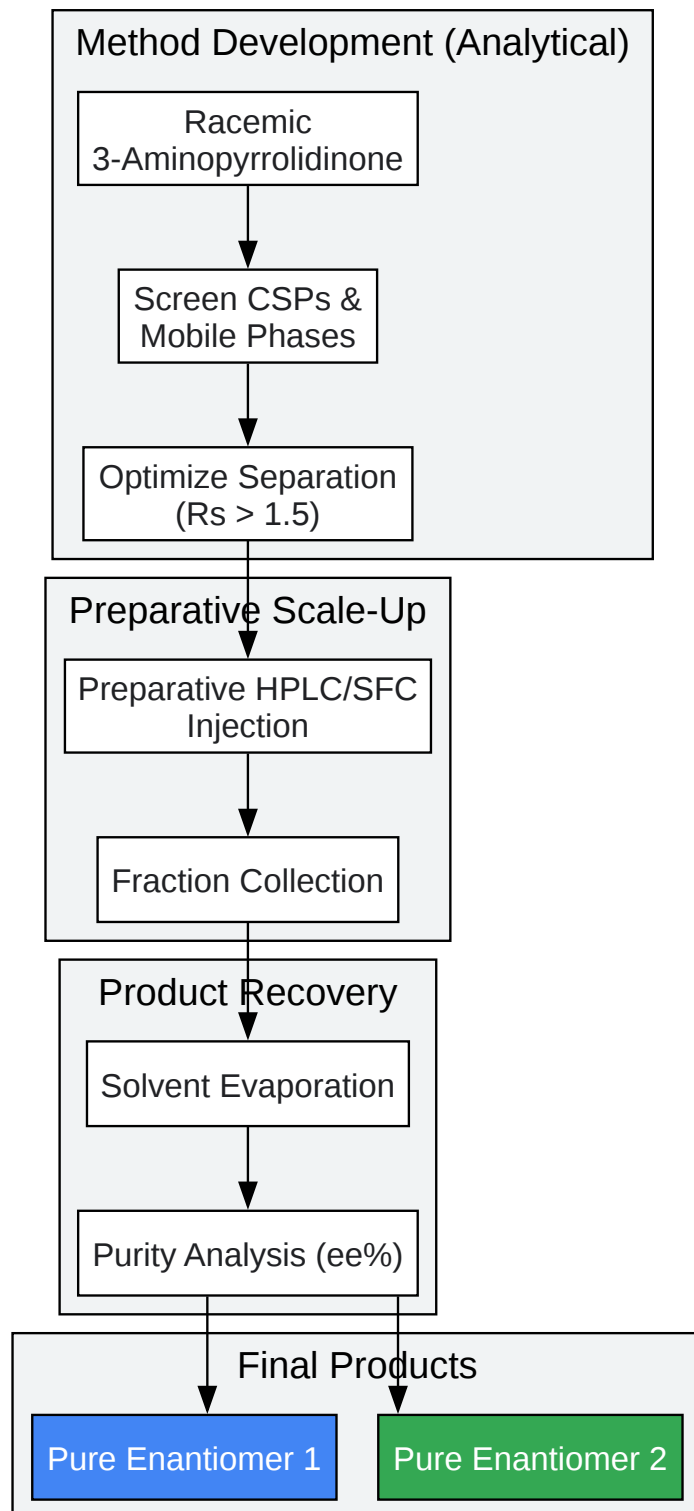 Method Development (Analytical)
Racemic
3-Aminopyrrolidinone
Screen CSPs &
Mobile Phases
Optimize Separation
(Rs > 1.5)
Preparative Scale-Up
Preparative HPLC/SFC
Injection
Fraction Collection
Product Recovery
Solvent Evaporation
Purity Analysis (ee%)
Final Products
Pure Enantiomer 1
Pure Enantiomer 2